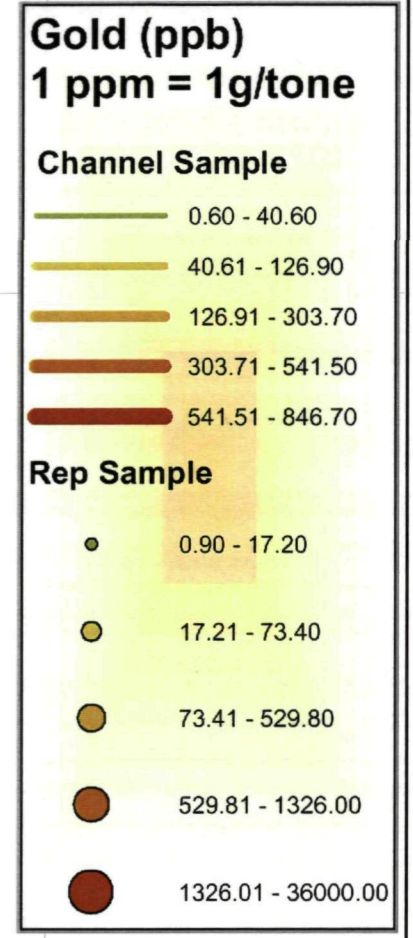 Gold (ppb)
1 ppm = 1g/tone
Channel Sample
0.60 - 40.60
40.61 - 126.90
126.91 - 303.70
303.71 - 541.50
541.51 - 846.70
Rep Sample
0.90 - 17.20
17.21 - 73.40
73.41 - 529.80
529.81 - 1326.00
1326.01 - 36000.00